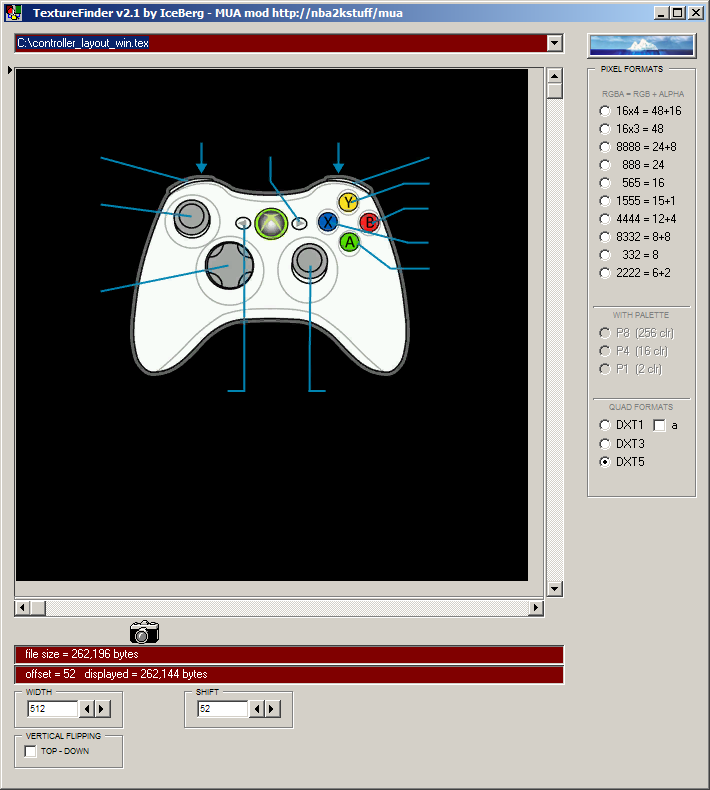 TextureFinder v2.1 by IceBerg - MUA mod http://nba2kstuff/mua
C:\controller_layout_win.tex
PIXEL FORMATS
RGBA = RGB + ALPHA
16x4 = 48+16
16x3 = 48
8888 = 24+8
888 = 24
565 = 16
1555 = 15+1
4444 = 12+4
8332 = 8+8
332 = 8
2222 = 6+2
WITH PALETTE
P8 (256 clr)
P4 (16 clr)
P1 (2 clr)
QUAD FORMATS
DXT1 a
DXT3
DXT5
Y
X B
A
file size = 262,196 bytes
offset = 52 displayed = 262,144 bytes
WIDTH
512
SHIFT
52
VERTICAL FLIPPING
TOP - DOWN